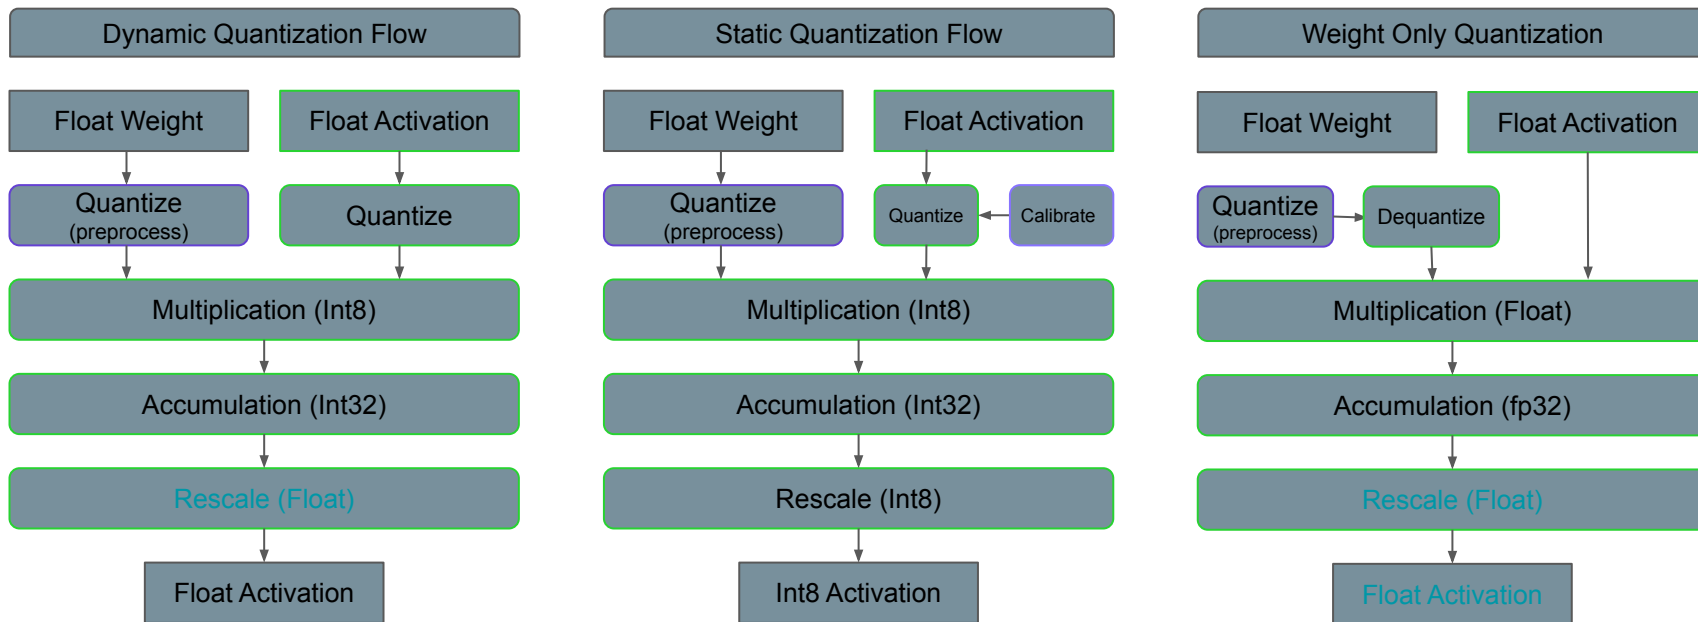 Dynamic Quantization Flow
Float Weight
Float Activation
Quantize
(preprocess)
Quantize
Multiplication (Int8)
Accumulation (Int32)
Rescale (Float)
Float Activation
Static Quantization Flow
Float Weight
Float Activation
Quantize
(preprocess)
Quantize
Calibrate
Multiplication (Int8)
Accumulation (Int32)
Rescale (Int8)
Int8 Activation
Weight Only Quantization
Float Weight
Float Activation
Quantize
(preprocess)
Dequantize
Multiplication (Float)
Accumulation (fp32)
Rescale (Float)
Float Activation